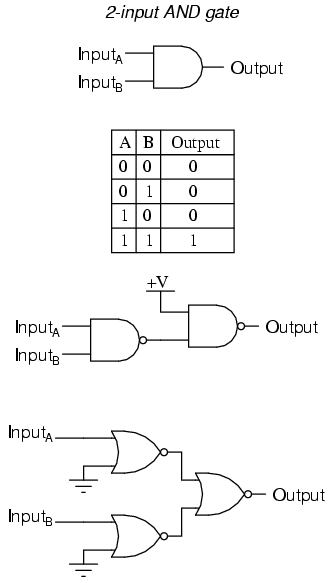 2-input AND gate
InputA
InputB
Output
A B Output
0 0 0
0 1 0
1 0 0
1 1 1
+V
InputA
InputB
Output
InputA
InputB
Output